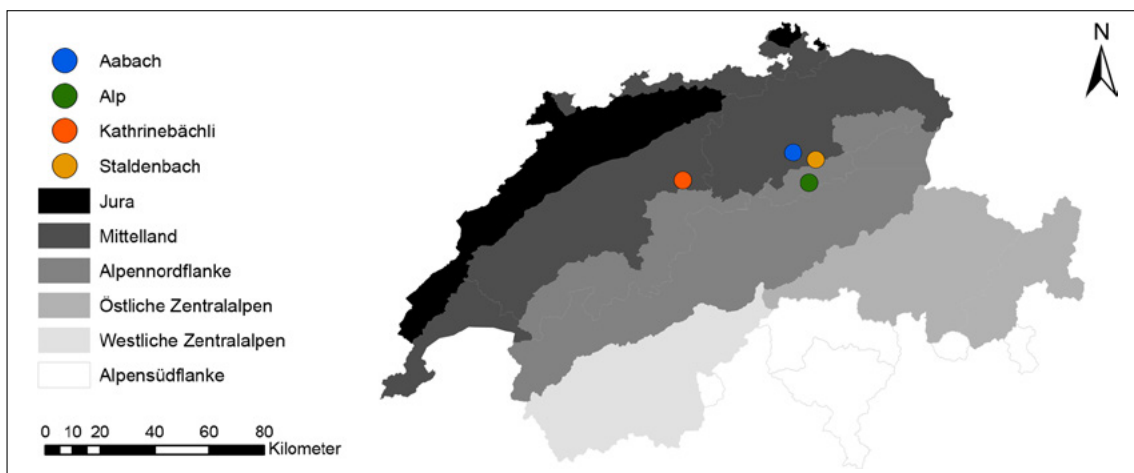 Aabach
Alp
Kathrinebächli
Staldenbach
Jura
Mittelland
Alpennordflanke
Östliche Zentralalpen
Westliche Zentralalpen
Alpensüdflanke
0 10 20 40 60 80
Kilometer
N